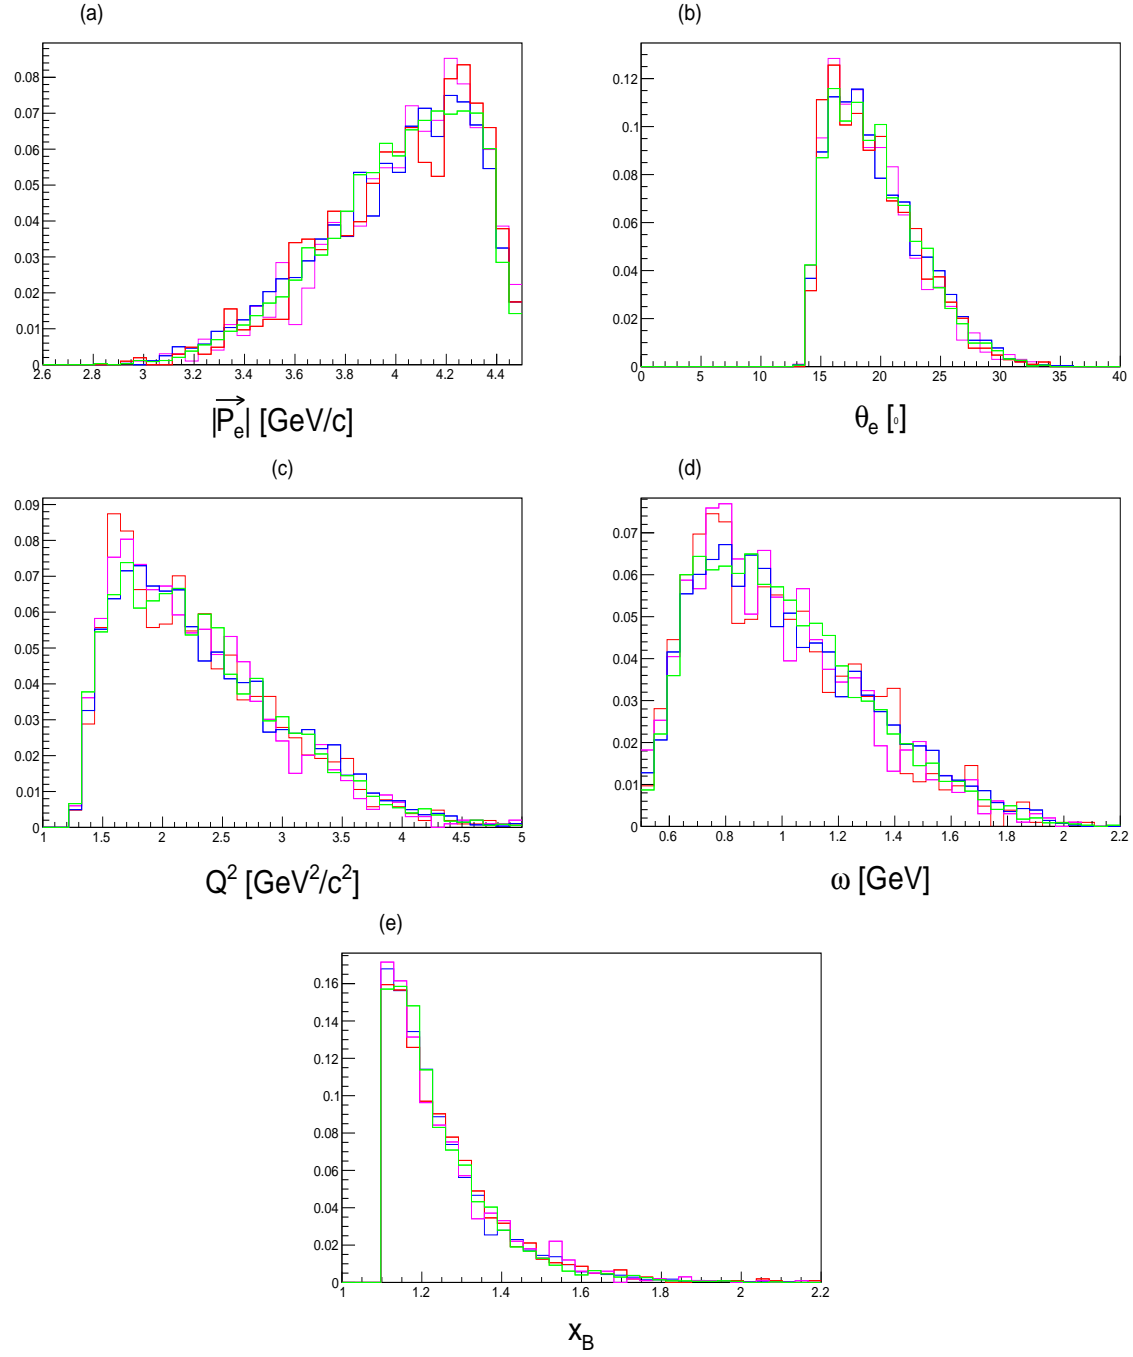 (a)
0.08
0.07
0.06
0.05
0.04
0.03
0.02
0.01
0
2.6 2.8 3 3.2 3.4 3.6 3.8 4 4.2 4.4
|P_e| [GeV/c]
(b)
0.12
0.1
0.08
0.06
0.04
0.02
0
0 5 10 15 20 25 30 35 40
θ_e [⁰]
(c)
0.09
0.08
0.07
0.06
0.05
0.04
0.03
0.02
0.01
0
1 1.5 2 2.5 3 3.5 4 4.5 5
Q² [GeV²/c²]
(d)
0.07
0.06
0.05
0.04
0.03
0.02
0.01
0
0.6 0.8 1 1.2 1.4 1.6 1.8 2 2.2
ω [GeV]
(e)
0.16
0.14
0.12
0.1
0.08
0.06
0.04
0.02
0
1 1.2 1.4 1.6 1.8 2 2.2
x_B